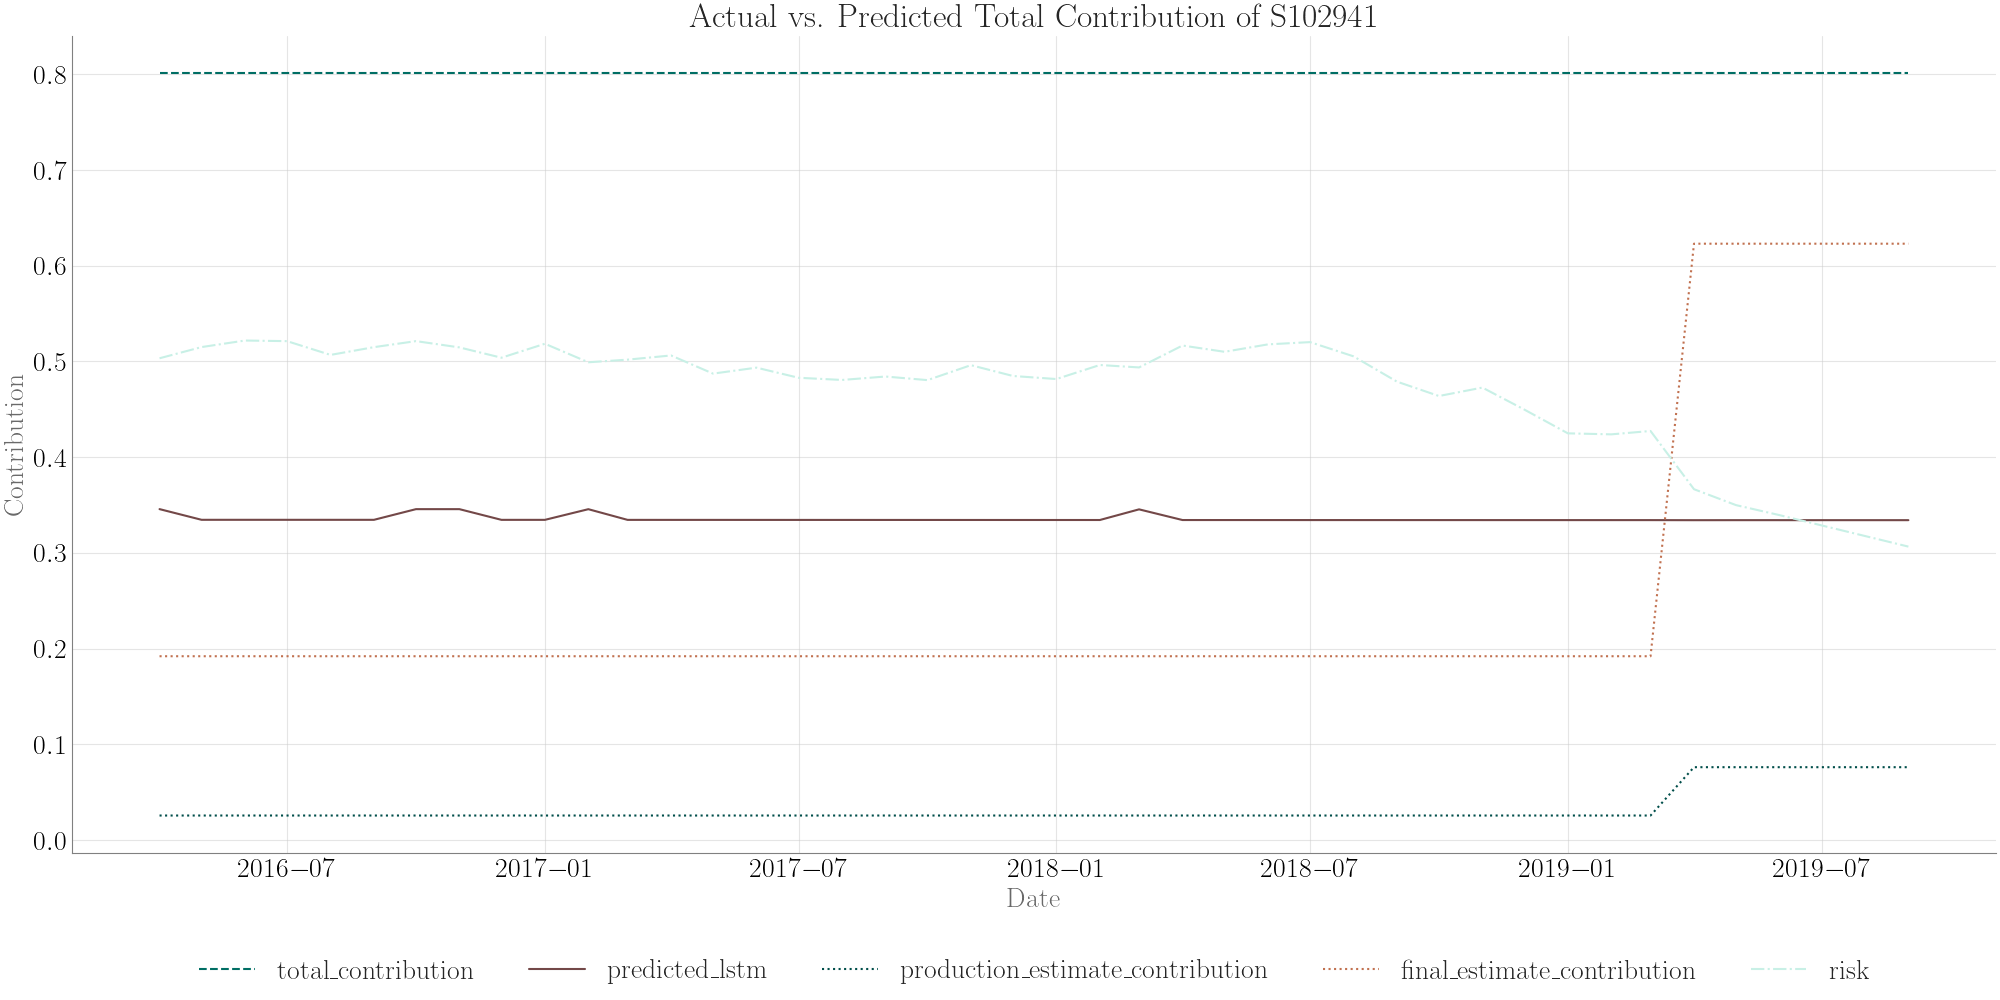 Actual vs. Predicted Total Contribution of S102941
0.8
0.7
0.6
0.5
0.4
0.3
0.2
0.1
0.0
Contribution
2016–07 2017–01 2017–07 2018–01 2018–07 2019–01 2019–07
Date
total_contribution predicted_lstm production_estimate_contribution final_estimate_contribution risk